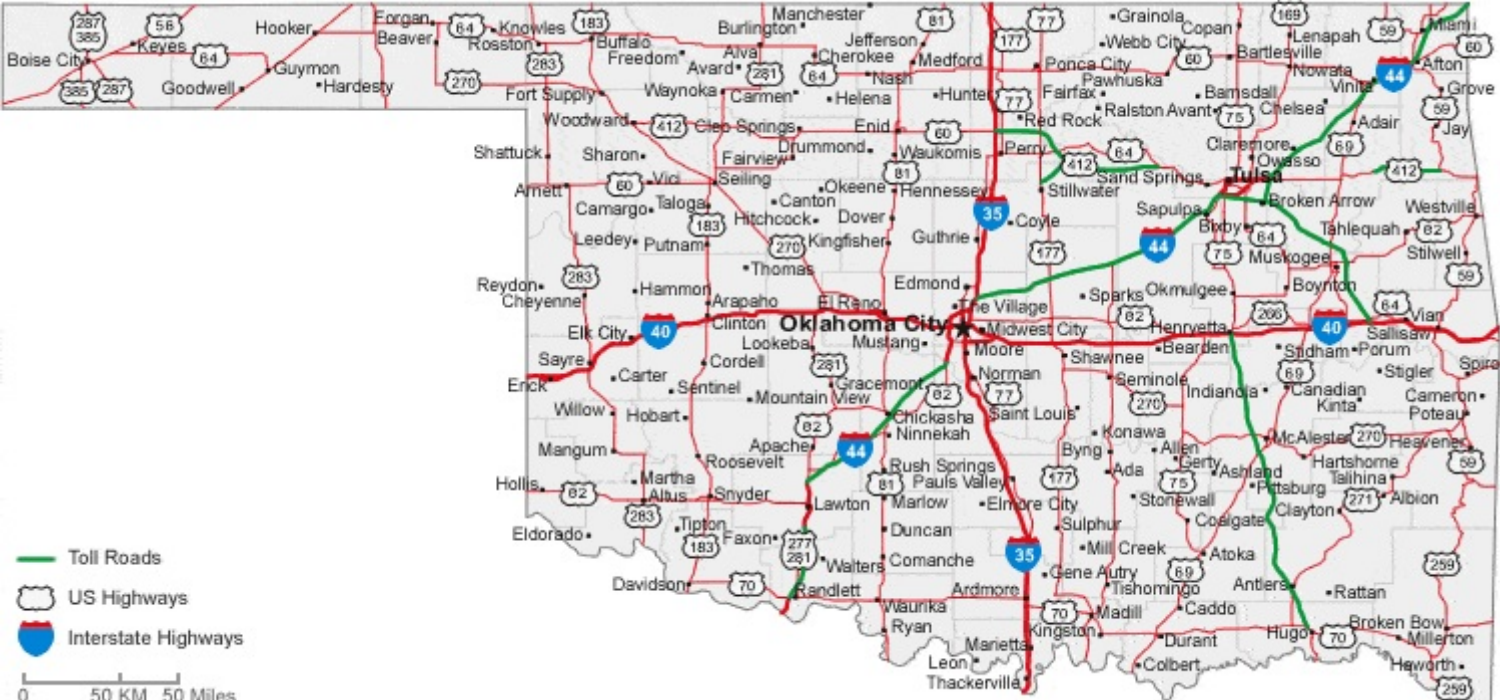 287
385
56
Hooker
Forgan
64
Knowles
183
Burlington
Manchester
81
77
Grainola
Copan
169
59
Miami
Boise City
Keyes
64
Beaver
Rosston
Buffalo
Freedom
Alva
Cherokee
Jefferson
Medford
177
Webb City
Bartlesville
Lenapah
60
Guymon
283
Avard
281
64
Nash
Ponca City
60
Pawhuska
Nowata
44
Afton
385
287
Goodwell
Hardesty
270
Fort Supply
Waynoka
Carmen
Helena
Hunter
77
Fairfax
Barnsdall
Vinita
Grove
Woodward
412
Cleo Springs
Enid
60
Red Rock
Ralston
Avant
75
Chelsea
59
Adair
Jay
Shattuck
Sharon
Fairview
Drummond
Waukomis
Perry
412
64
Claremore
Owasso
69
Arnett
60
Vici
Seiling
81
Okeene
Hennessey
Stillwater
Sand Springs
Tulsa
412
Camargo
Taloga
Canton
Hitchcock
Dover
35
Coyle
Sapulpa
Broken Arrow
Westville
183
Leedey
Putnam
270
Kingfisher
Guthrie
177
44
Bixby
64
75
Tahlequah
82
Muskogee
Stilwell
Thomas
283
Reydon
Cheyenne
Hammon
Arapaho
El Reno
Edmond
The Village
Sparks
Okmulgee
Boynton
59
Elk City
40
Clinton
Oklahoma City
Midwest City
82
Henryetta
266
40
64
Vian
Sallisaw
Lookeba
Mustang
Moore
Shawnee
Bearden
Stidham
Porum
Sayre
Cordell
281
Spiro
Erick
Carter
Sentinel
Gracemont
Norman
Seminole
Indianola
69
Stigler
Mountain View
82
77
Canadian
Cameron
Willow
Hobart
Saint Louis
270
Kinta
Poteau
82
Chickasha
Ninnekah
Konawa
McAlester
270
Heavener
Mangum
Apache
44
Byng
Allen
Roosevelt
Rush Springs
Ada
Gerty
Ashland
Hartshorne
59
Hollis
82
Martha
Altus
Snyder
81
Pauls Valley
177
75
Pittsburg
Talihina
Lawton
Marlow
Elmore City
Stonewall
271
Albion
283
Clayton
Eldorado
Tipton
183
Faxon
277
281
Duncan
Sulphur
Coalgate
Toll Roads
Walters
Comanche
35
Mill Creek
Atoka
259
Davidson
70
Randlett
Ardmore
Gene Autry
69
Tishomingo
Antlers
Rattan
US Highways
Waurika
70
Madill
Caddo
Ryan
Kingston
Durant
Hugo
70
Broken Bow
Millerton
Interstate Highways
Marietta
Leon
Colbert
Haworth
Thackerville
259
0 50 KM 50 Miles